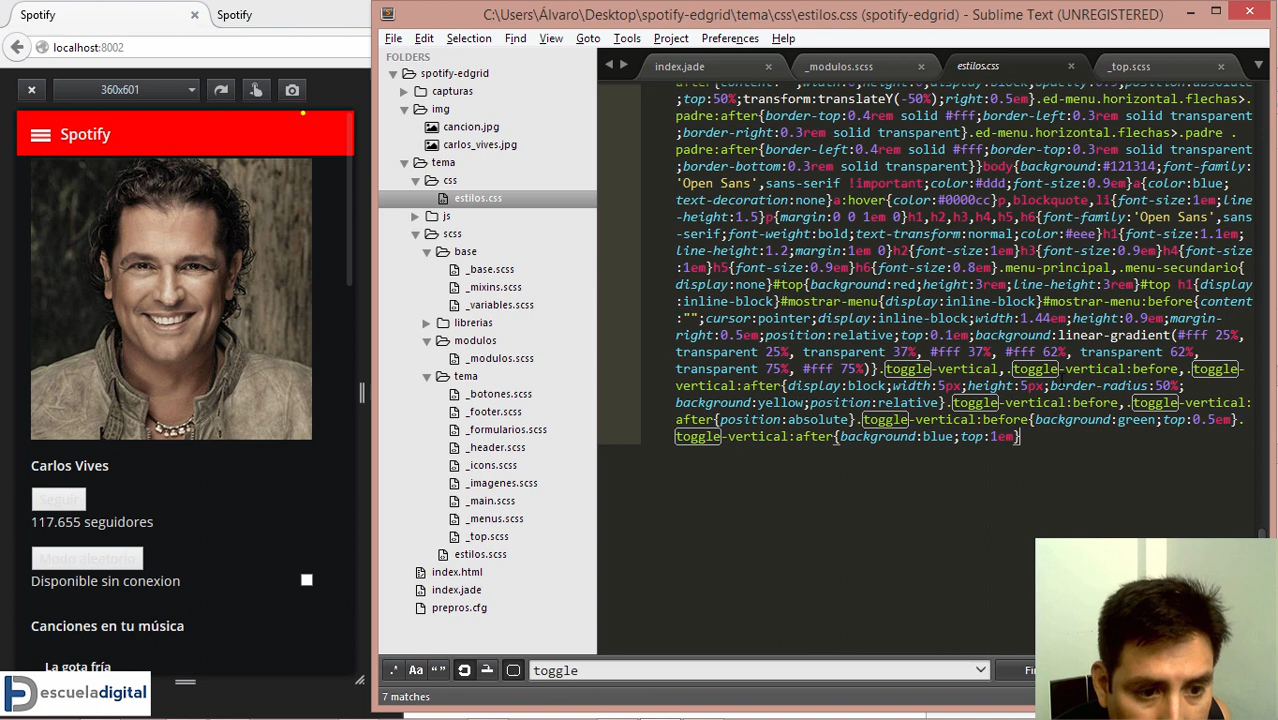 Spotify × Spotify
localhost:8002
360x601
Spotify
Carlos Vives
Seguir
117.655 seguidores
Modo aleatorio
Disponible sin conexion
Canciones en tu música
La gota fría
escueladigital
C:\Users\Álvaro\Desktop\spotify-edgrid\tema\css\estilos.css (spotify-edgrid) - Sublime Text (UNREGISTERED)
File Edit Selection Find View Goto Tools Project Preferences Help
FOLDERS
spotify-edgrid
capturas
img
cancion.jpg
carlos_vives.jpg
tema
css
estilos.css
js
scss
base
_base.scss
_mixins.scss
_variables.scss
librerias
modulos
_modulos.scss
tema
_botones.scss
_footer.scss
_formularios.scss
_header.scss
_icons.scss
_imagenes.scss
_main.scss
_menus.scss
_top.scss
estilos.scss
index.html
index.jade
prepros.cfg
index.jade × _modulos.scss × estilos.css × _top.scss ×
after{content:"";width:0;height:0;display:block;opacity:0.5;position:absolute
;top:50%;transform:translateY(-50%);right:0.5em}.ed-menu.horizontal.flechas>.
padre:after{border-top:0.4rem solid #fff;border-left:0.3rem solid transparent
;border-right:0.3rem solid transparent}.ed-menu.horizontal.flechas>.padre .
padre:after{border-left:0.4rem solid #fff;border-top:0.3rem solid transparent
;border-bottom:0.3rem solid transparent}}body{background:#121314;font-family:
'Open Sans',sans-serif !important;color:#ddd;font-size:0.9em}a{color:blue;
text-decoration:none}a:hover{color:#0000cc}p,blockquote,li{font-size:1em;line
-height:1.5}p{margin:0 0 1em 0}h1,h2,h3,h4,h5,h6{font-family:'Open Sans',sans
-serif;font-weight:bold;text-transform:normal;color:#eee}h1{font-size:1.1em;
line-height:1.2;margin:1em 0}h2{font-size:1em}h3{font-size:0.9em}h4{font-size
:1em}h5{font-size:0.9em}h6{font-size:0.8em}.menu-principal,.menu-secundario{
display:none}#top{background:red;height:3em;line-height:3em}#top h1{display
:inline-block}#mostrar-menu{display:inline-block}#mostrar-menu:before{content
:"";cursor:pointer;display:inline-block;width:1.44em;height:0.9em;margin-
right:0.5em;position:relative;top:0.1em;background:linear-gradient(#fff 25%,
transparent 25%, transparent 37%, #fff 37%, #fff 62%, transparent 62%,
transparent 75%, #fff 75%)}.toggle-vertical,.toggle-vertical:before,.toggle-
vertical:after{display:block;width:5px;height:5px;border-radius:50%;
background:yellow;position:relative}.toggle-vertical:before,.toggle-vertical:
after{position:absolute}.toggle-vertical:before{background:green;top:0.5em}.
toggle-vertical:after{background:blue;top:1em}
.* Aa “” toggle
7 matches